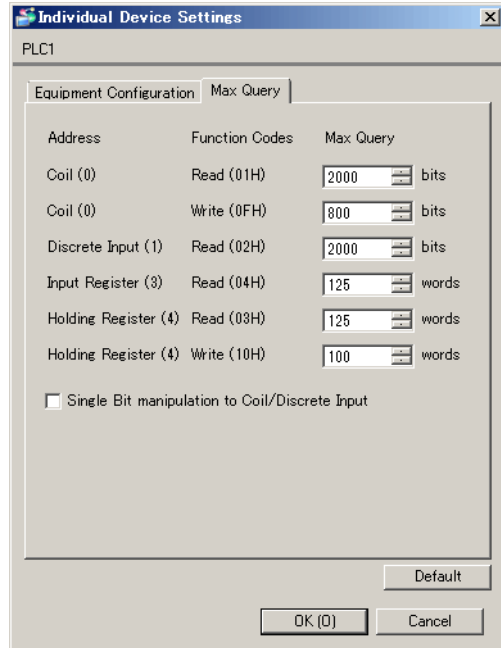 Individual Device Settings
PLC1
Equipment Configuration Max Query
Address Function Codes Max Query
Coil (0) Read (01H) 2000 bits
Coil (0) Write (0FH) 800 bits
Discrete Input (1) Read (02H) 2000 bits
Input Register (3) Read (04H) 125 words
Holding Register (4) Read (03H) 125 words
Holding Register (4) Write (10H) 100 words
Single Bit manipulation to Coil/Discrete Input
Default
OK (O) Cancel